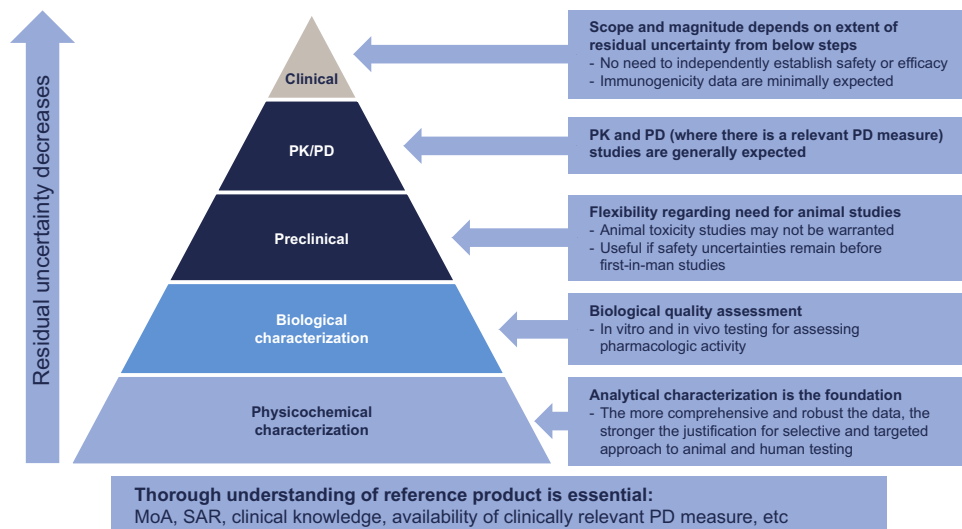 Residual uncertainty decreases
Clinical
Scope and magnitude depends on extent of
residual uncertainty from below steps
- No need to independently establish safety or efficacy
- Immunogenicity data are minimally expected
PK/PD
PK and PD (where there is a relevant PD measure)
studies are generally expected
Preclinical
Flexibility regarding need for animal studies
- Animal toxicity studies may not be warranted
- Useful if safety uncertainties remain before
first-in-man studies
Biological
characterization
Biological quality assessment
- In vitro and in vivo testing for assessing
pharmacologic activity
Physicochemical
characterization
Analytical characterization is the foundation
- The more comprehensive and robust the data, the
stronger the justification for selective and targeted
approach to animal and human testing
Thorough understanding of reference product is essential:
MoA, SAR, clinical knowledge, availability of clinically relevant PD measure, etc